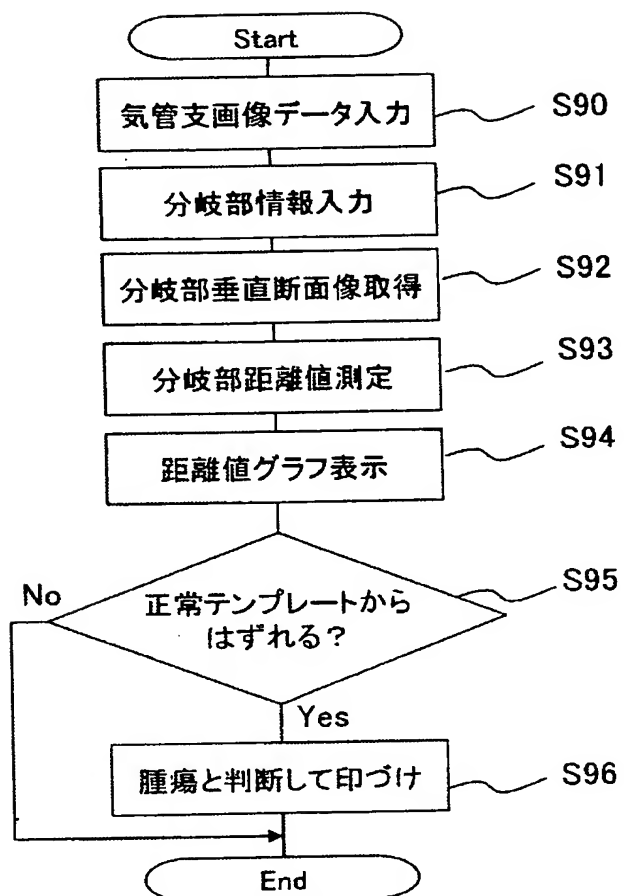 Start
気管支画像データ入力
S90
分岐部情報入力
S91
分岐部垂直断面像取得
S92
分岐部距離値測定
S93
距離値グラフ表示
S94
正常テンプレートから
はずれる？
S95
No
Yes
腫瘍と判断して印づけ
S96
End